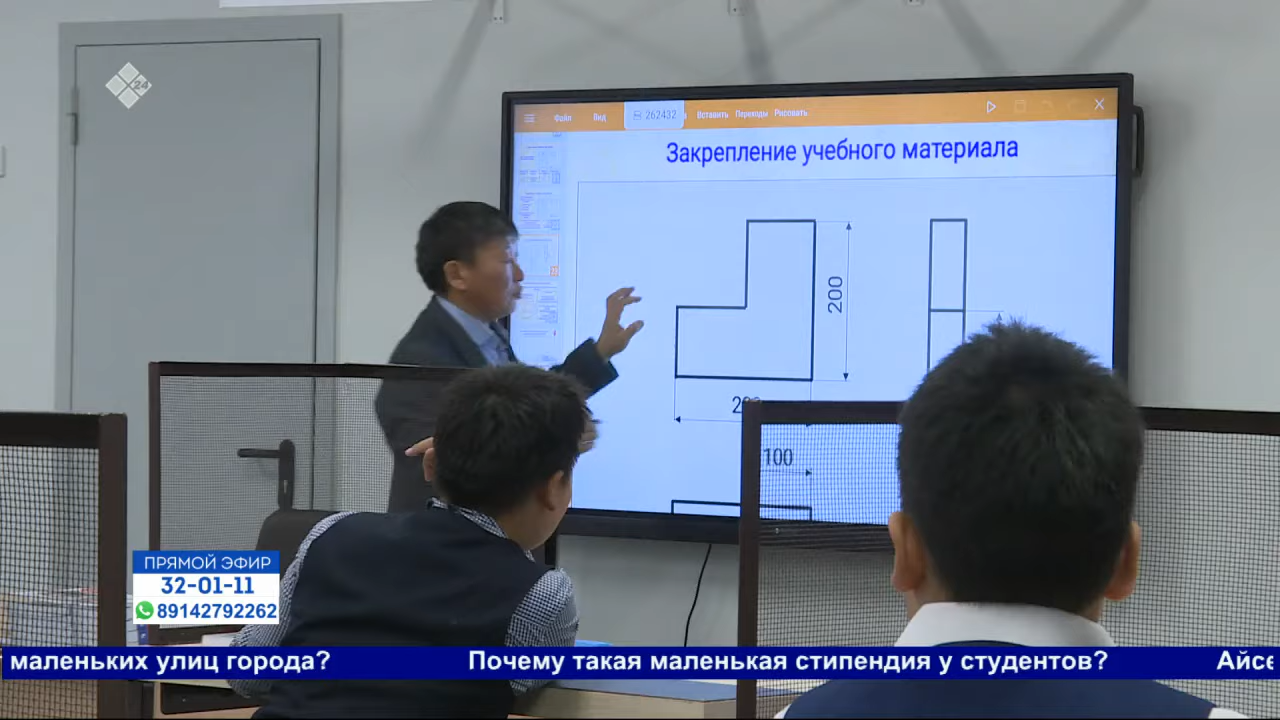 24
Файл Вид 262432 Вставить Переходы Рисовать
Закрепление учебного материала
200
100
ПРЯМОЙ ЭФИР
32-01-11
89142792262
маленьких улиц города? Почему такая маленькая стипендия у студентов?